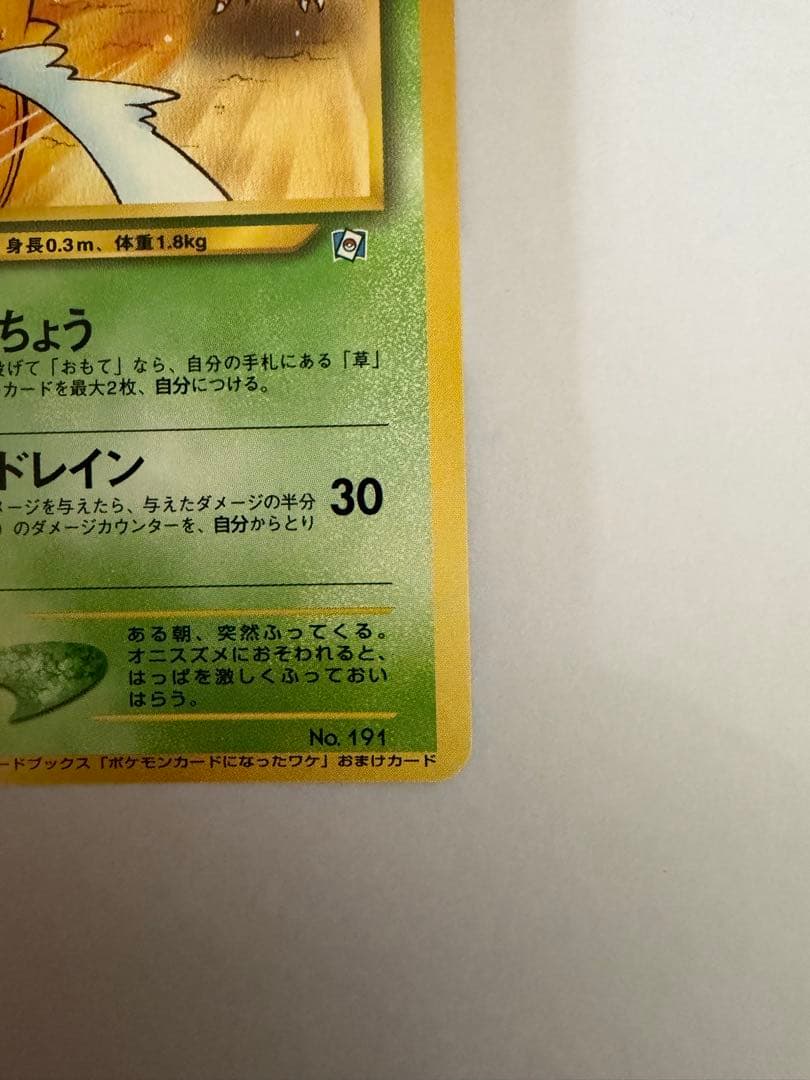 身長0.3m、体重1.8kg
ちょう
投げて「おもて」なら、自分の手札にある「草」
カードを最大2枚、自分につける。
ドレイン
メージを与えたら、与えたダメージの半分
30
）のダメージカウンターを、自分からとり
ある朝、突然ふってくる。
オニスズメにおそわれると、
はっぱを激しくふっておい
はらう。
No. 191
ードブックス「ポケモンカードになったワケ」おまけカード